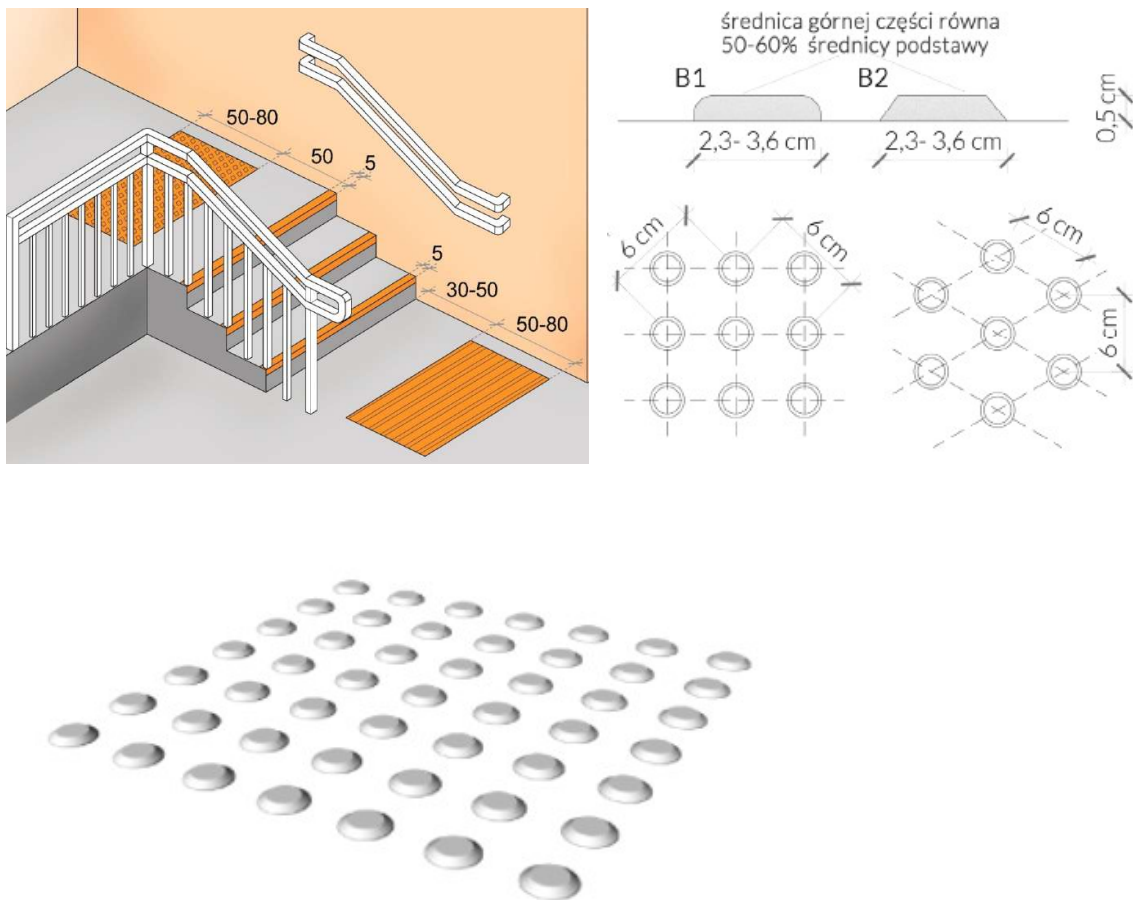 50-80
50
5
5
30-50
50-80
średnica górnej części równa
50-60% średnicy podstawy
B1
B2
0,5 cm
2,3- 3,6 cm
2,3- 3,6 cm
6 cm
6 cm
6 cm
6 cm